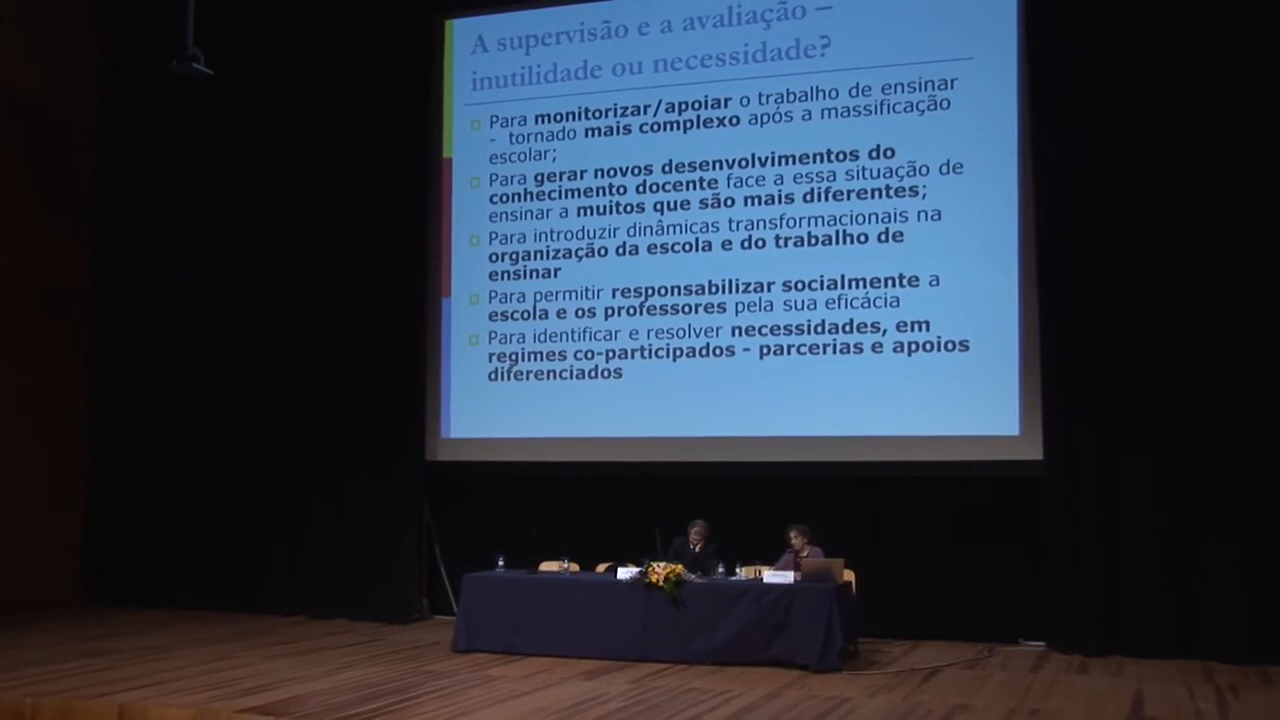 A supervisão e a avaliação –
inutilidade ou necessidade?
Para monitorizar/apoiar o trabalho de ensinar
- tornado mais complexo após a massificação
escolar;
Para gerar novos desenvolvimentos do
conhecimento docente face a essa situação de
ensinar a muitos que são mais diferentes;
Para introduzir dinâmicas transformacionais na
organização da escola e do trabalho de
ensinar
Para permitir responsabilizar socialmente a
escola e os professores pela sua eficácia
Para identificar e resolver necessidades, em
regimes co-participados - parcerias e apoios
diferenciados